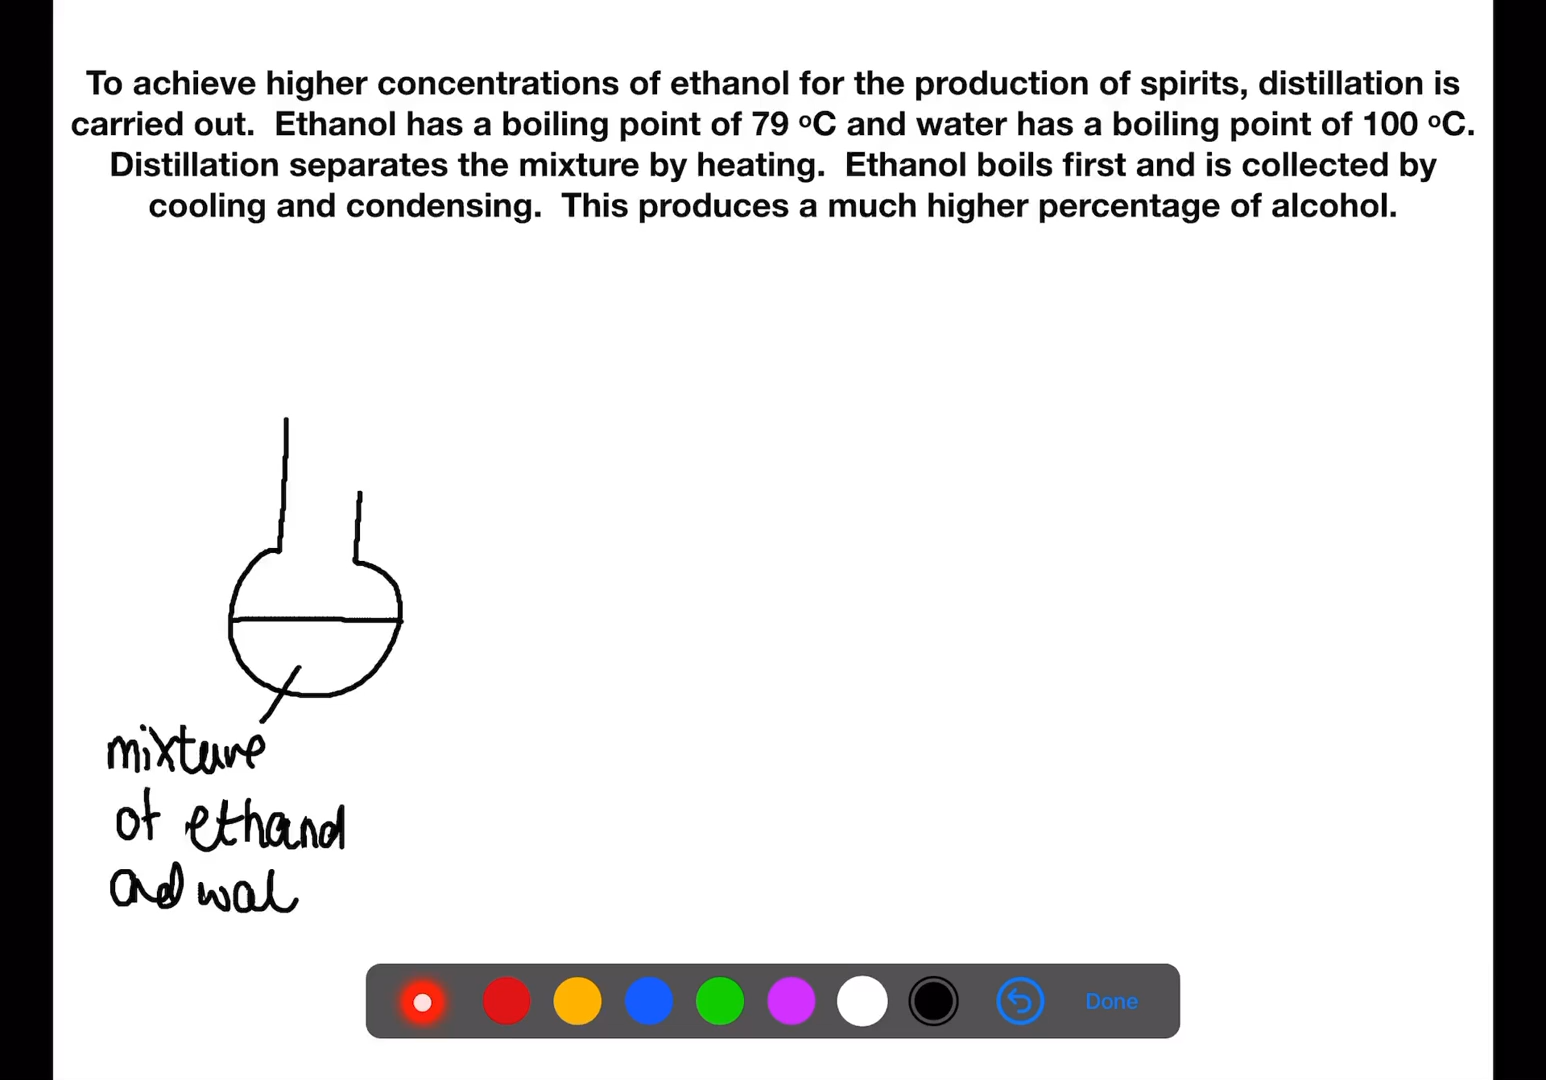 To achieve higher concentrations of ethanol for the production of spirits, distillation is
carried out. Ethanol has a boiling point of 79 ºC and water has a boiling point of 100 ºC.
Distillation separates the mixture by heating. Ethanol boils first and is collected by
cooling and condensing. This produces a much higher percentage of alcohol.
mixture
of ethanol
and wat
Done